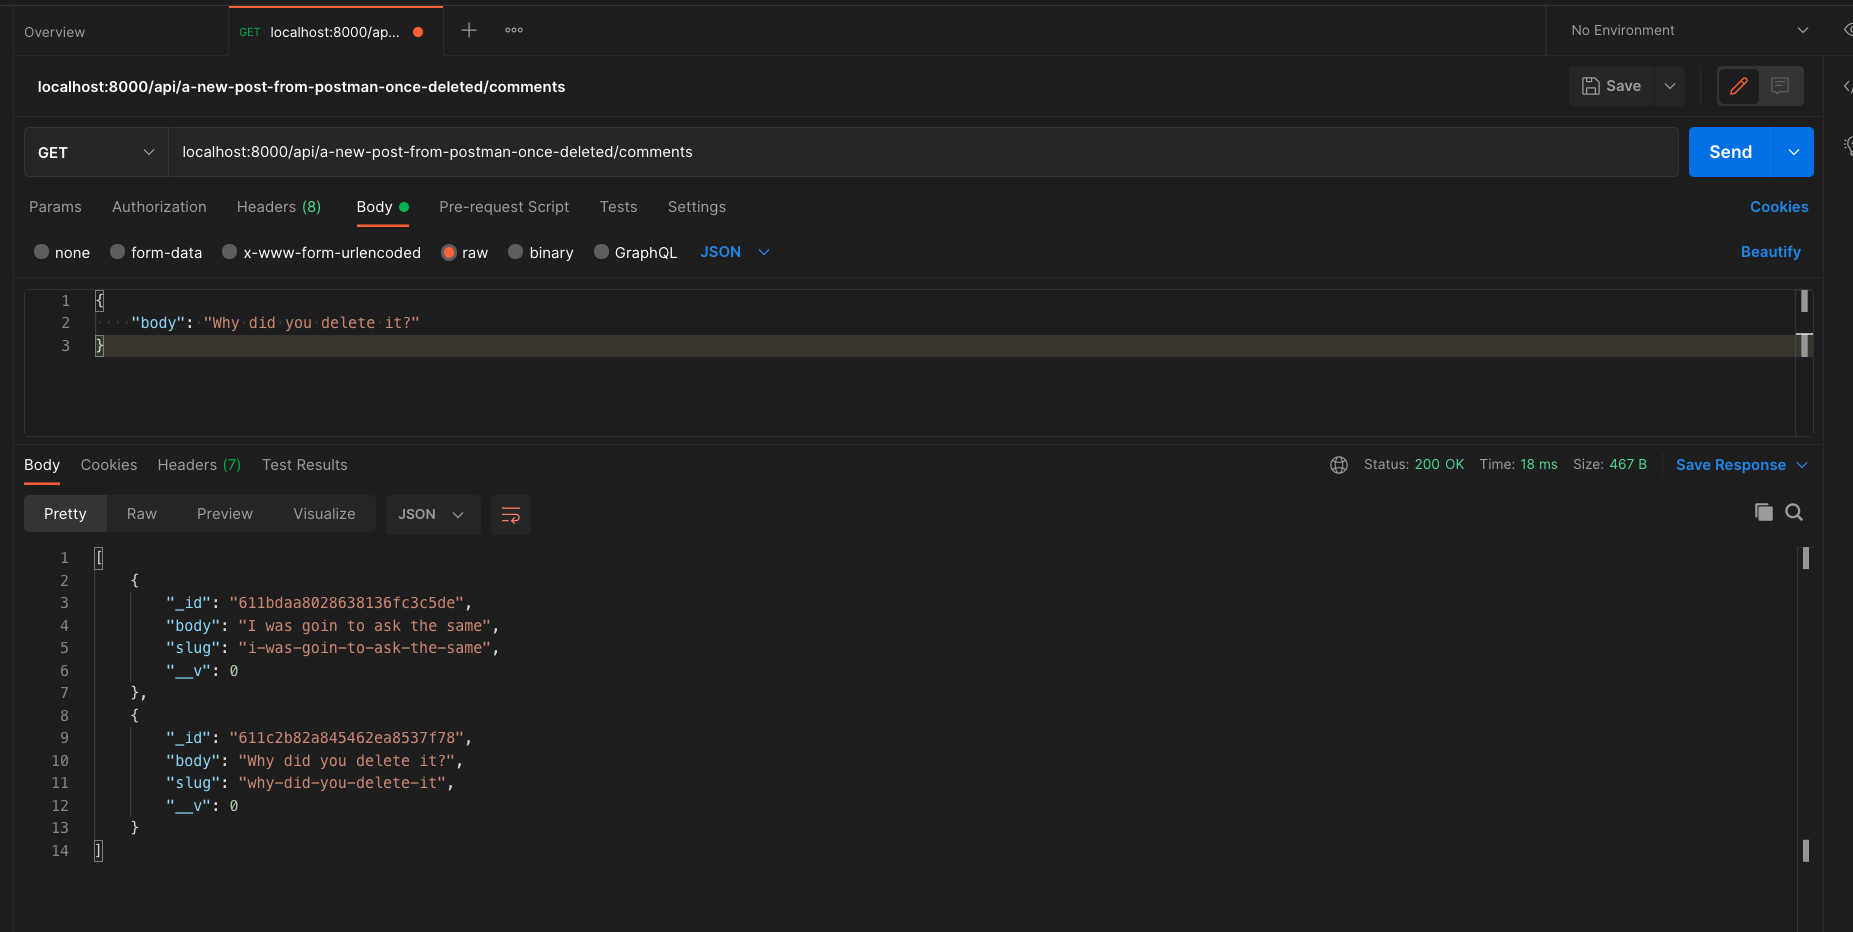 Overview
GET localhost:8000/ap...
No Environment
localhost:8000/api/a-new-post-from-postman-once-deleted/comments
Save
GET localhost:8000/api/a-new-post-from-postman-once-deleted/comments Send
Params Authorization Headers (8) Body Pre-request Script Tests Settings Cookies
none form-data x-www-form-urlencoded raw binary GraphQL JSON Beautify
1 {
2 "body": "Why did you delete it?"
3 }
Body Cookies Headers (7) Test Results Status: 200 OK Time: 18 ms Size: 467 B Save Response
Pretty Raw Preview Visualize JSON
1 [
2 {
3 "_id": "611bdaa8028638136fc3c5de",
4 "body": "I was goin to ask the same",
5 "slug": "i-was-goin-to-ask-the-same",
6 "__v": 0
7 },
8 {
9 "_id": "611c2b82a845462ea8537f78",
10 "body": "Why did you delete it?",
11 "slug": "why-did-you-delete-it",
12 "__v": 0
13 }
14 ]